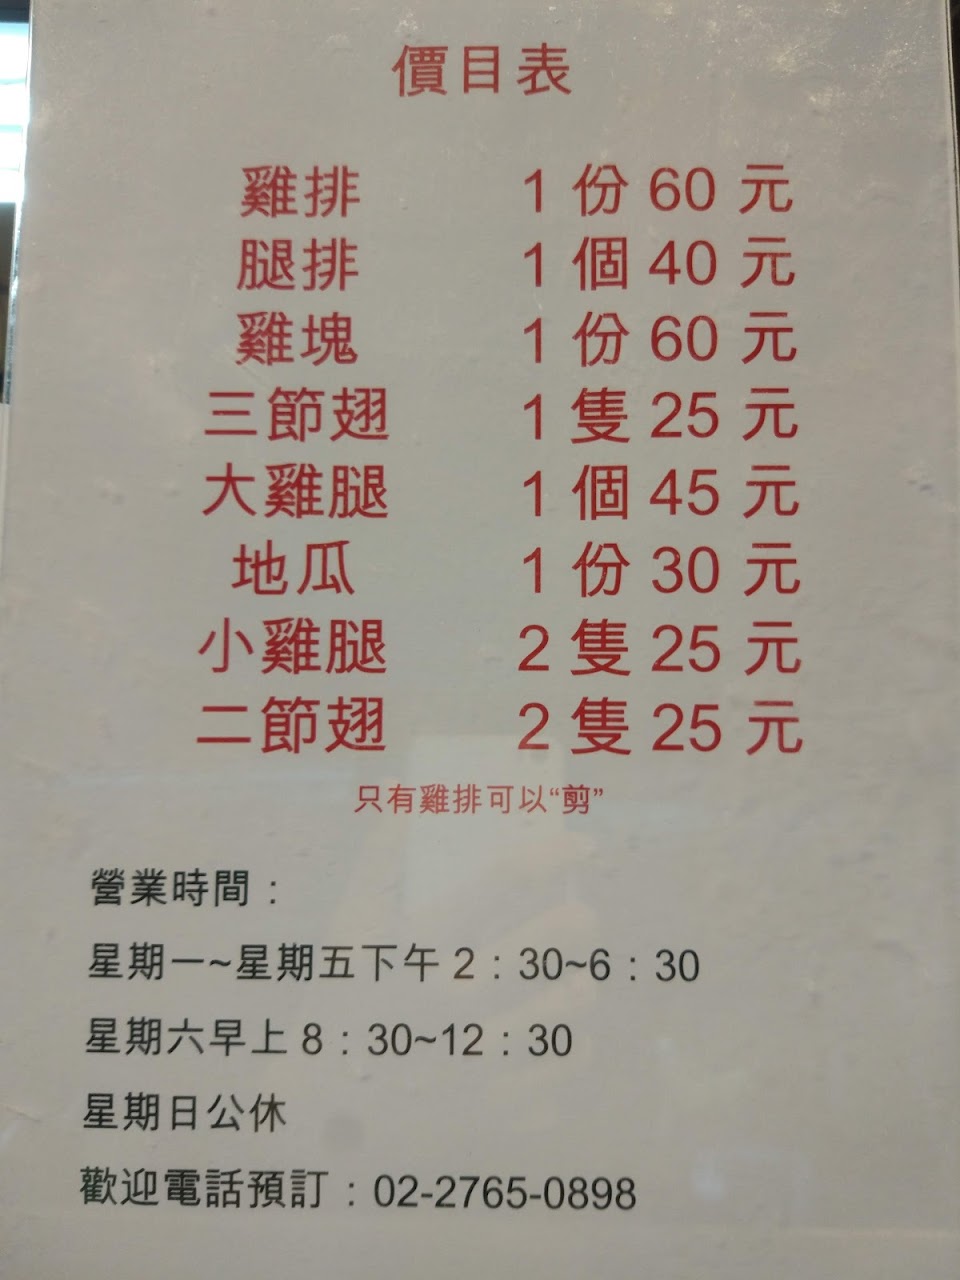 價目表
雞排 1 份 60 元
腿排 1 個 40 元
雞塊 1 份 60 元
三節翅 1 隻 25 元
大雞腿 1 個 45 元
地瓜 1 份 30 元
小雞腿 2 隻 25 元
二節翅 2 隻 25 元
只有雞排可以“剪”
營業時間：
星期一~星期五下午 2：30~6：30
星期六早上 8：30~12：30
星期日公休
歡迎電話預訂：02-2765-0898